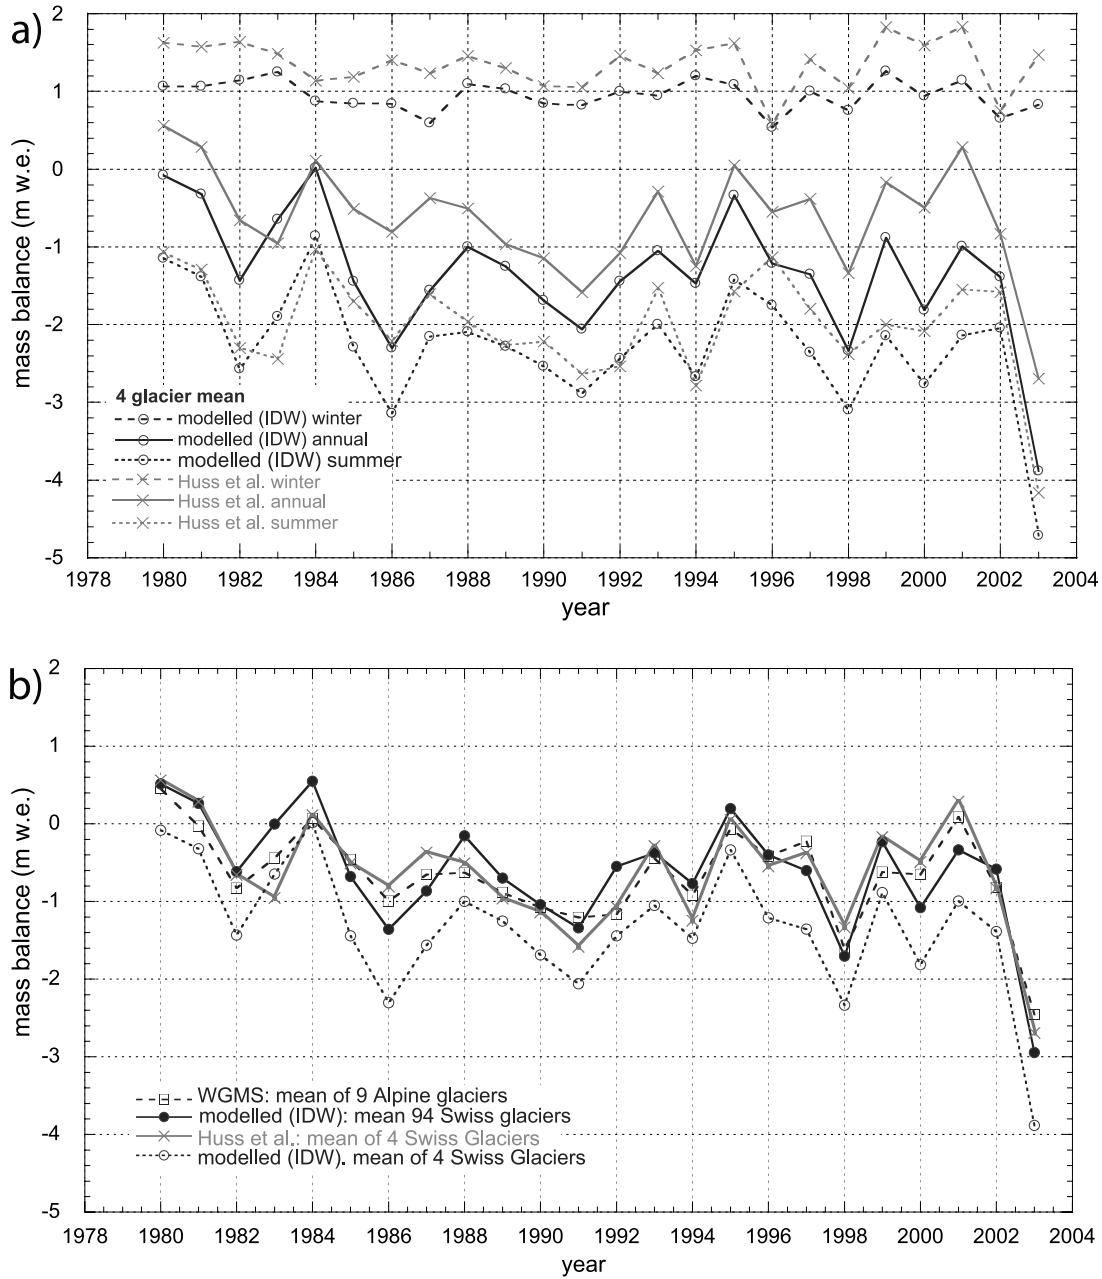 a)
2
1
0
-1
-2
-3
-4
-5
mass balance (m w.e.)
4 glacier mean
modelled (IDW) winter
modelled (IDW) annual
modelled (IDW) summer
Huss et al. winter
Huss et al. annual
Huss et al. summer
1978 1980 1982 1984 1986 1988 1990 1992 1994 1996 1998 2000 2002 2004
year
b)
2
1
0
-1
-2
-3
-4
-5
mass balance (m w.e.)
WGMS: mean of 9 Alpine glaciers
modelled (IDW): mean 94 Swiss glaciers
Huss et al.: mean of 4 Swiss Glaciers
modelled (IDW). mean of 4 Swiss Glaciers
1978 1980 1982 1984 1986 1988 1990 1992 1994 1996 1998 2000 2002 2004
year